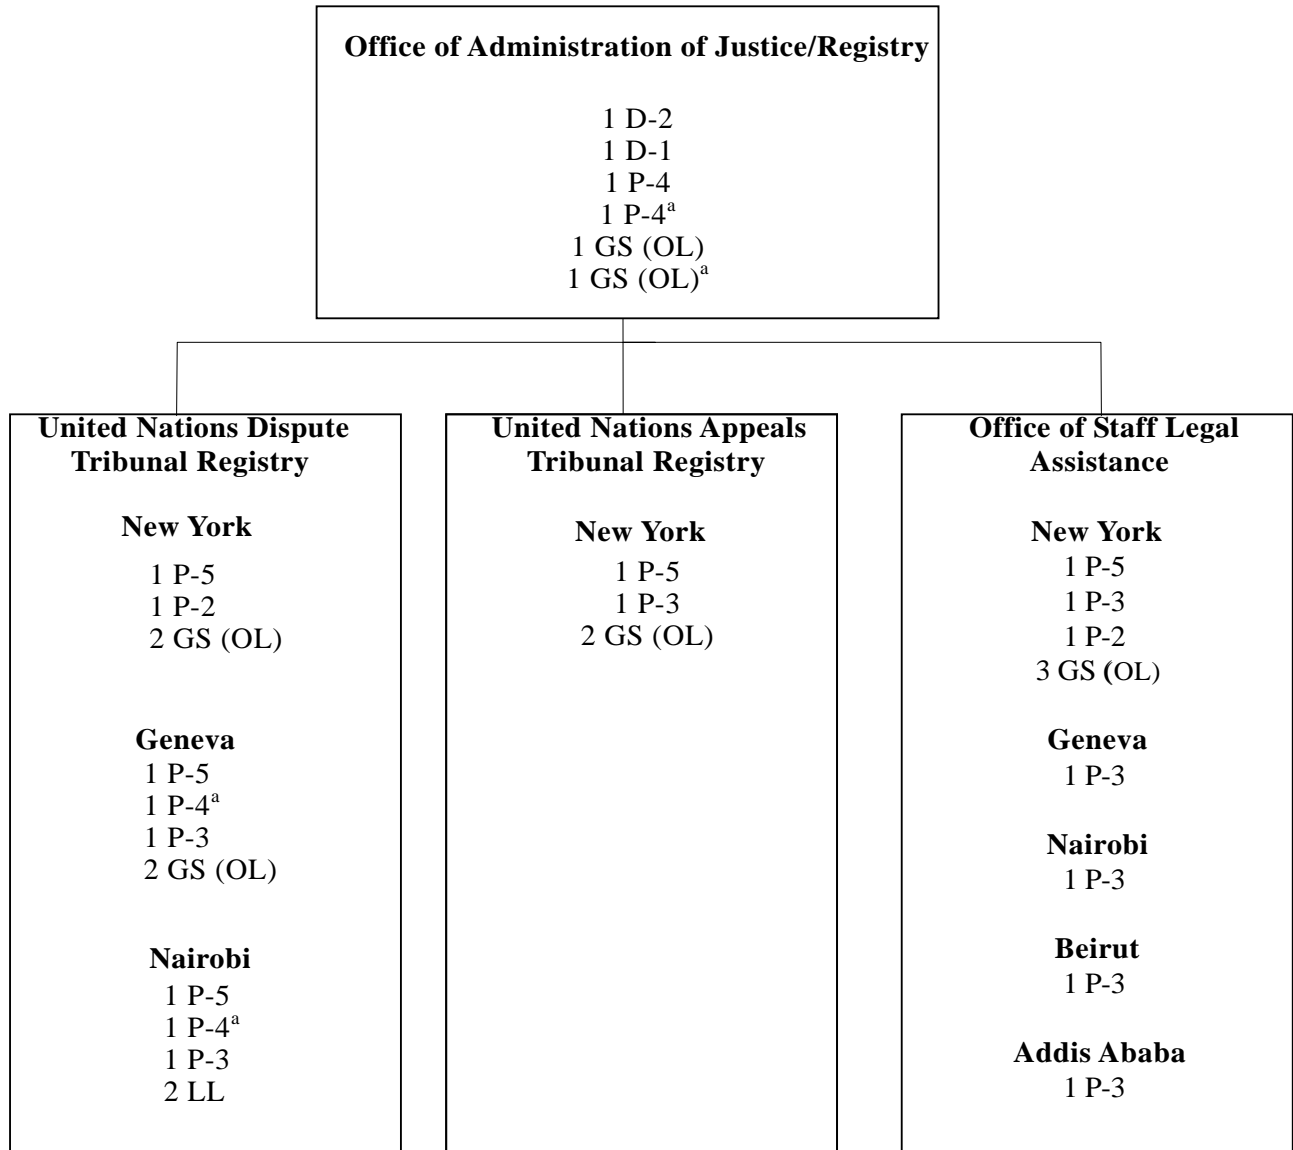 Office of Administration of Justice/Registry
1 D-2
1 D-1
1 P-4
1 P-4ª
1 GS (OL)
1 GS (OL)ª
United Nations Dispute
Tribunal Registry
New York
1 P-5
1 P-2
2 GS (OL)
Geneva
1 P-5
1 P-4ª
1 P-3
2 GS (OL)
Nairobi
1 P-5
1 P-4ª
1 P-3
2 LL
United Nations Appeals
Tribunal Registry
New York
1 P-5
1 P-3
2 GS (OL)
Office of Staff Legal
Assistance
New York
1 P-5
1 P-3
1 P-2
3 GS (OL)
Geneva
1 P-3
Nairobi
1 P-3
Beirut
1 P-3
Addis Ababa
1 P-3